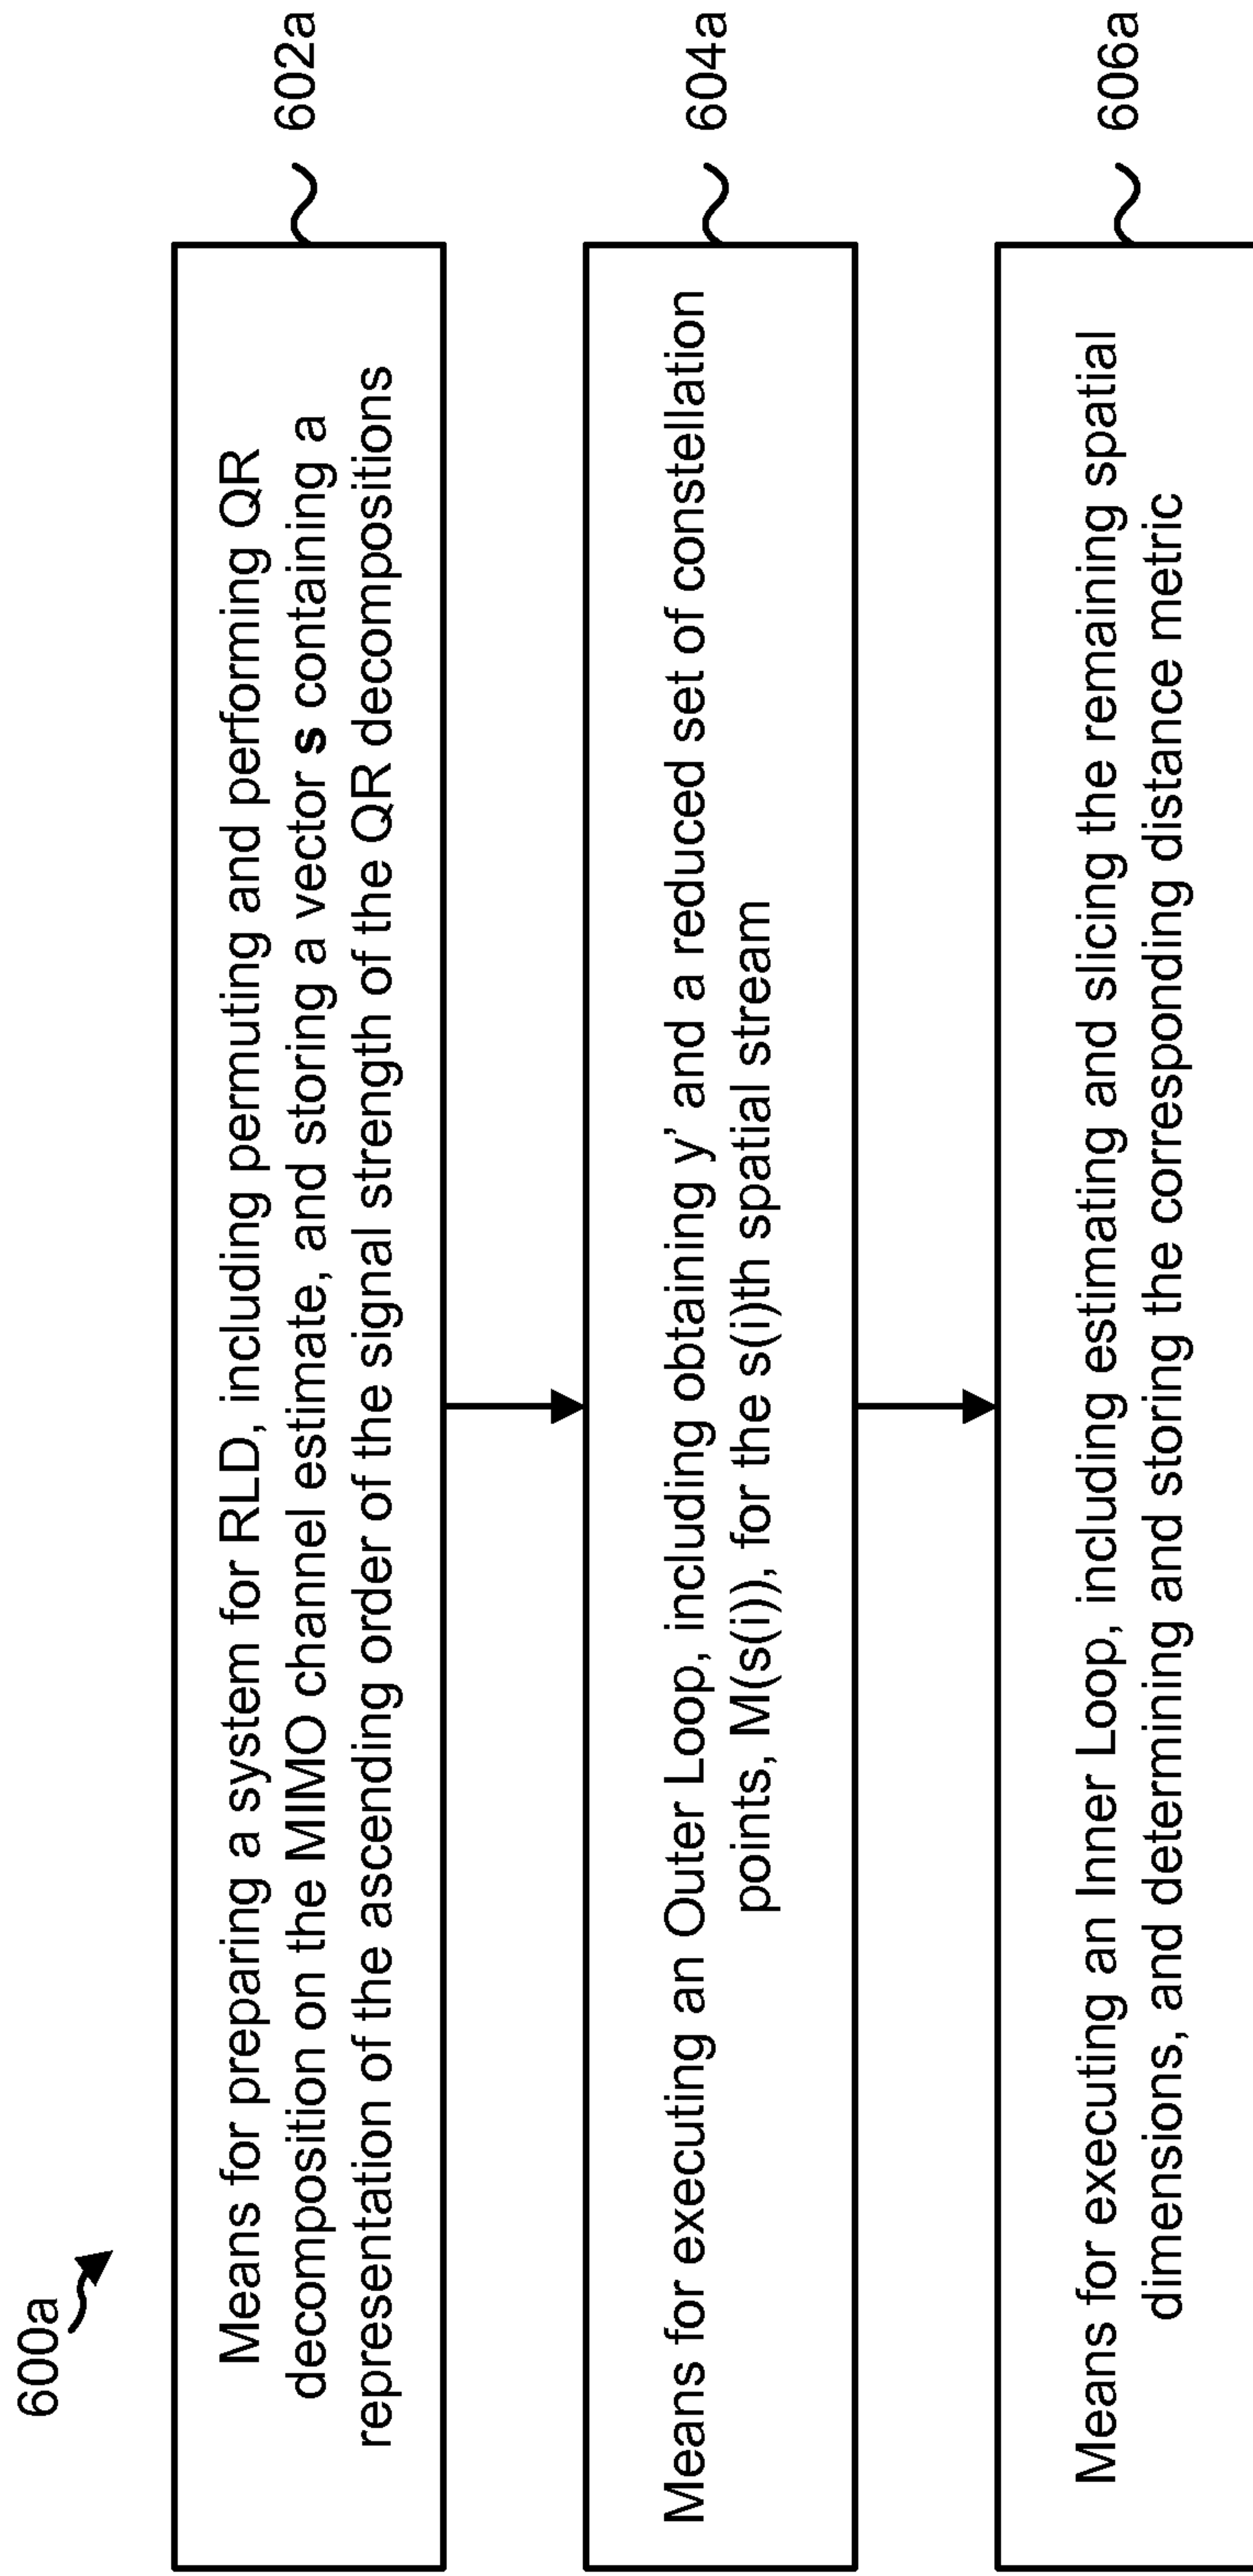 600a
Means for preparing a system for RLD, including permuting and performing QR
decomposition on the MIMO channel estimate, and storing a vector s containing a
representation of the ascending order of the signal strength of the QR decompositions
602a
Means for executing an Outer Loop, including obtaining y' and a reduced set of constellation
points, M(s(i)), for the s(i)th spatial stream
604a
Means for executing an Inner Loop, including estimating and slicing the remaining spatial
dimensions, and determining and storing the corresponding distance metric
606a